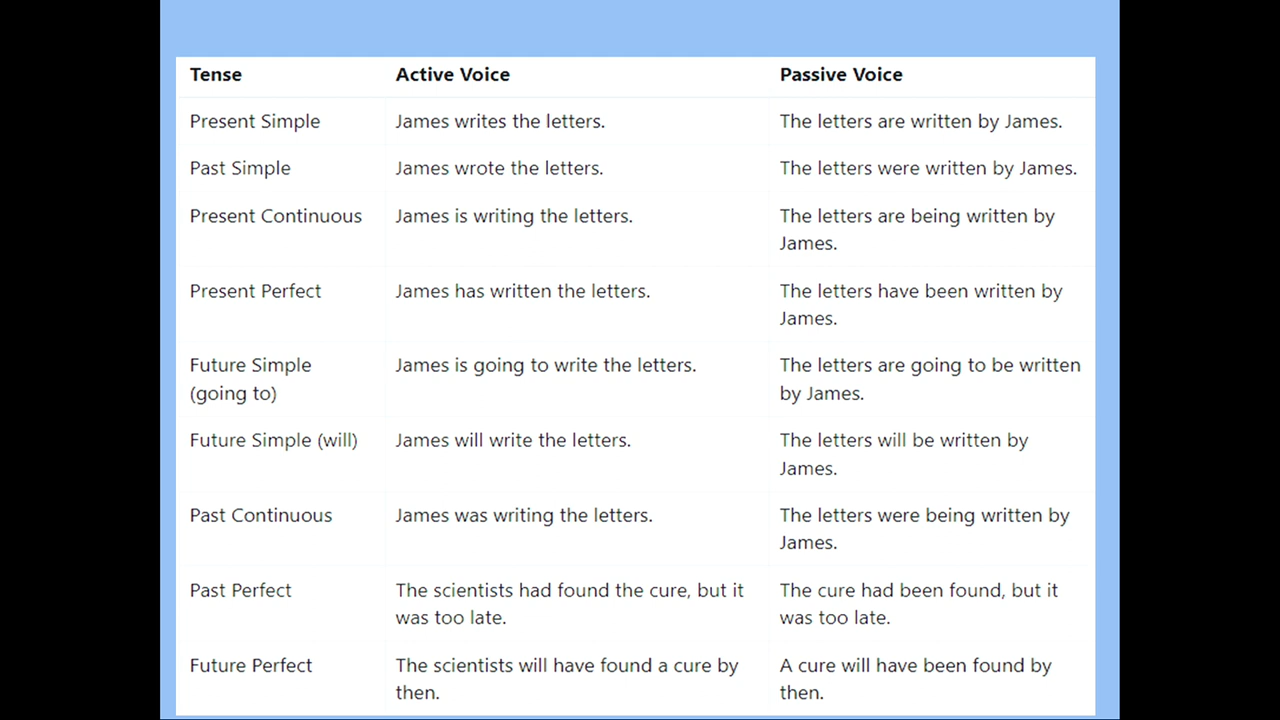 Tense Active Voice Passive Voice
Present Simple James writes the letters. The letters are written by James.
Past Simple James wrote the letters. The letters were written by James.
Present Continuous James is writing the letters. The letters are being written by
James.
Present Perfect James has written the letters. The letters have been written by
James.
Future Simple James is going to write the letters. The letters are going to be written
(going to) by James.
Future Simple (will) James will write the letters. The letters will be written by
James.
Past Continuous James was writing the letters. The letters were being written by
James.
Past Perfect The scientists had found the cure, but it The cure had been found, but it
was too late. was too late.
Future Perfect The scientists will have found a cure by A cure will have been found by
then. then.